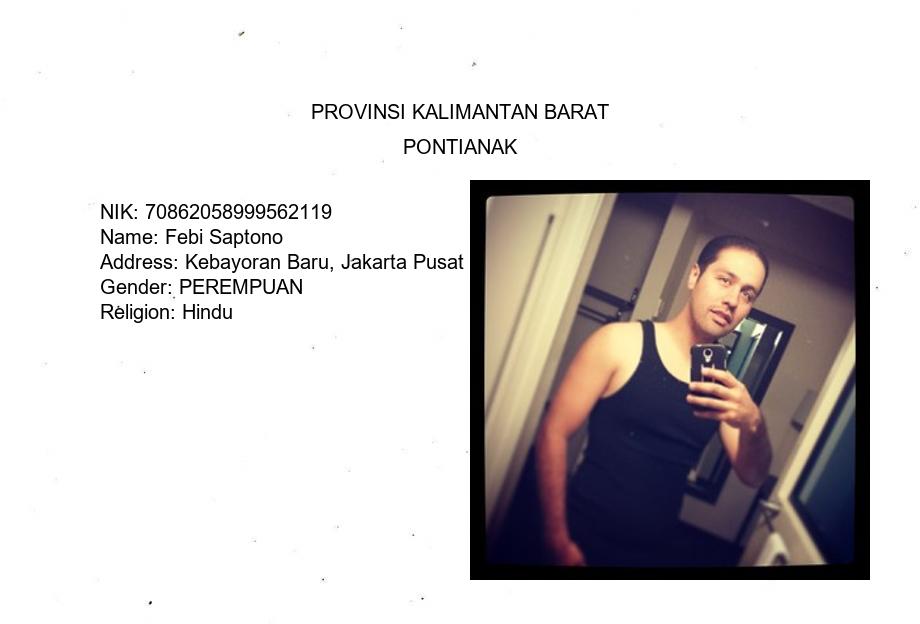 PROVINSI KALIMANTAN BARAT
PONTIANAK
NIK: 70862058999562119
Name: Febi Saptono
Address: Kebayoran Baru, Jakarta Pusat
Gender: PEREMPUAN
Religion: Hindu